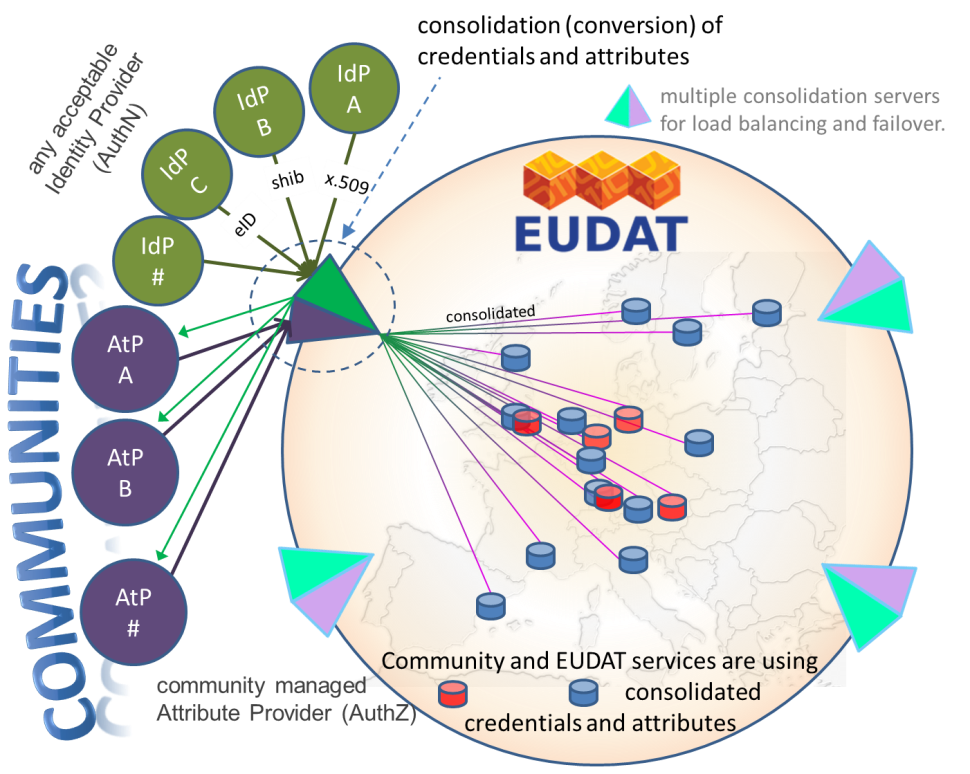 consolidation (conversion) of
credentials and attributes
any acceptable
Identity Provider
(AuthN)
IdP
A
IdP
B
IdP
C
IdP
#
shib
x.509
eID
multiple consolidation servers
for load balancing and failover.
EUDAT
COMMUNITIES
consolidated
AtP
A
AtP
B
AtP
#
community managed
Attribute Provider (AuthZ)
Community and EUDAT services are using
consolidated
credentials and attributes